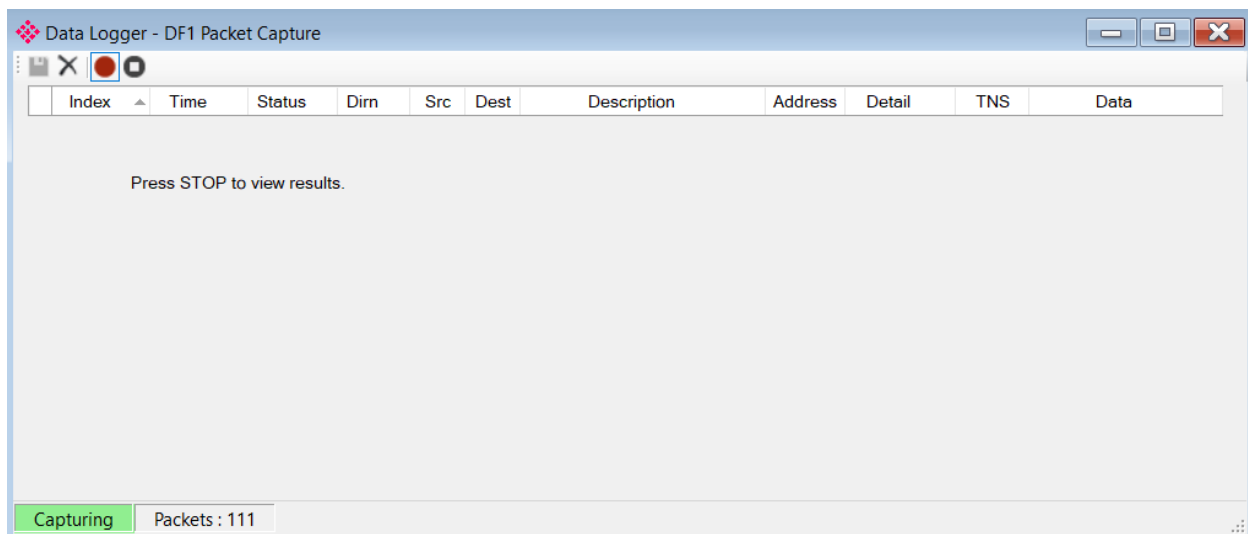 Data Logger - DF1 Packet Capture
Index Time Status Dirn Src Dest Description Address Detail TNS Data
Press STOP to view results.
Capturing Packets : 111